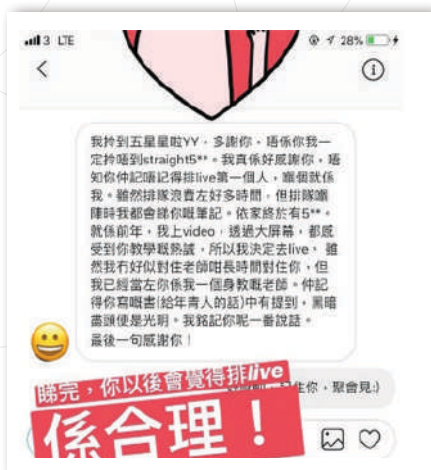 3 LTE
28%
我拎到五星星啦YY，多謝你，唔係你我一
定拎唔到straight5**。我真係好感謝你，唔
知你仲記唔記得排live第一個人，嗰個就係
我。雖然排隊浪費左好多時間，但排隊嗰
陣時我都會睇你嘅筆記。依家終於有5**。
就係前年，我上video，透過大屏幕，都感
受到你教學嘅熱誠，所以我決定去live，雖
然我冇好似對住老師咁長時間對住你，但
我已經當左你係我一個身教嘅老師。仲記
得你寫嘅書(給年青人的話)中有提到，黑暗
盡頭便是光明。我銘記你呢一番說話。
最後一句感謝你！
住你，聚會見:)
睇完，你以後會覺得排live
係合理！